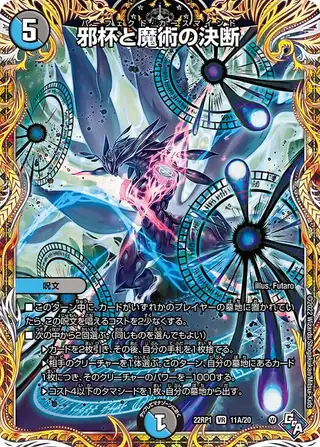 パーフェクト・カース・マインド
5
邪杯と魔術の決断
呪文
illus. Futaro
■このターン中に、カードがいずれかのプレイヤーの墓地に置かれてい
たら、この呪文を唱えるコストを2少なくする。
■次の中から2回選ぶ。(同じものを選んでもよい)
▶カードを2枚引き、その後、自分の手札を1枚捨てる。
▶相手のクリーチャーを1体選ぶ。このターン、自分の墓地にあるカード
1枚につき、そのクリーチャーのパワーを-1000する。
▶コスト4以下のタマシードを1枚、自分の墓地から出す。
1
22RP1 VR 11A/20